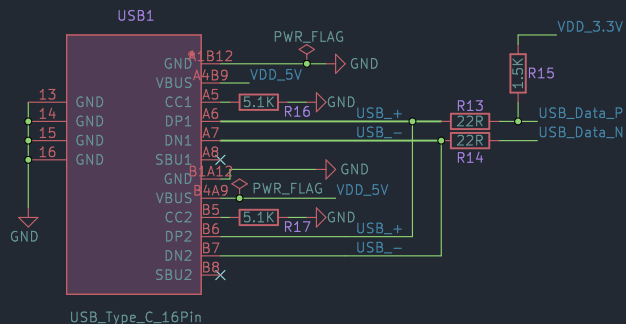 USB1
PWR_FLAG
VDD_3.3V
GND A1B12 GND
VBUS A4B9 VDD_5V
1.5K R15
13 GND CC1 A5 5.1K R16 GND
14 GND DP1 A6 USB_+ R13 22R USB_Data_P
15 GND DN1 A7 USB_- 22R R14 USB_Data_N
16 GND SBU1 A8
GND B1A12 GND
VBUS B4A9 PWR_FLAG VDD_5V
CC2 B5 5.1K R17 GND
GND
DP2 B6 USB_+
DN2 B7 USB_-
SBU2 B8
USB_Type_C_16Pin